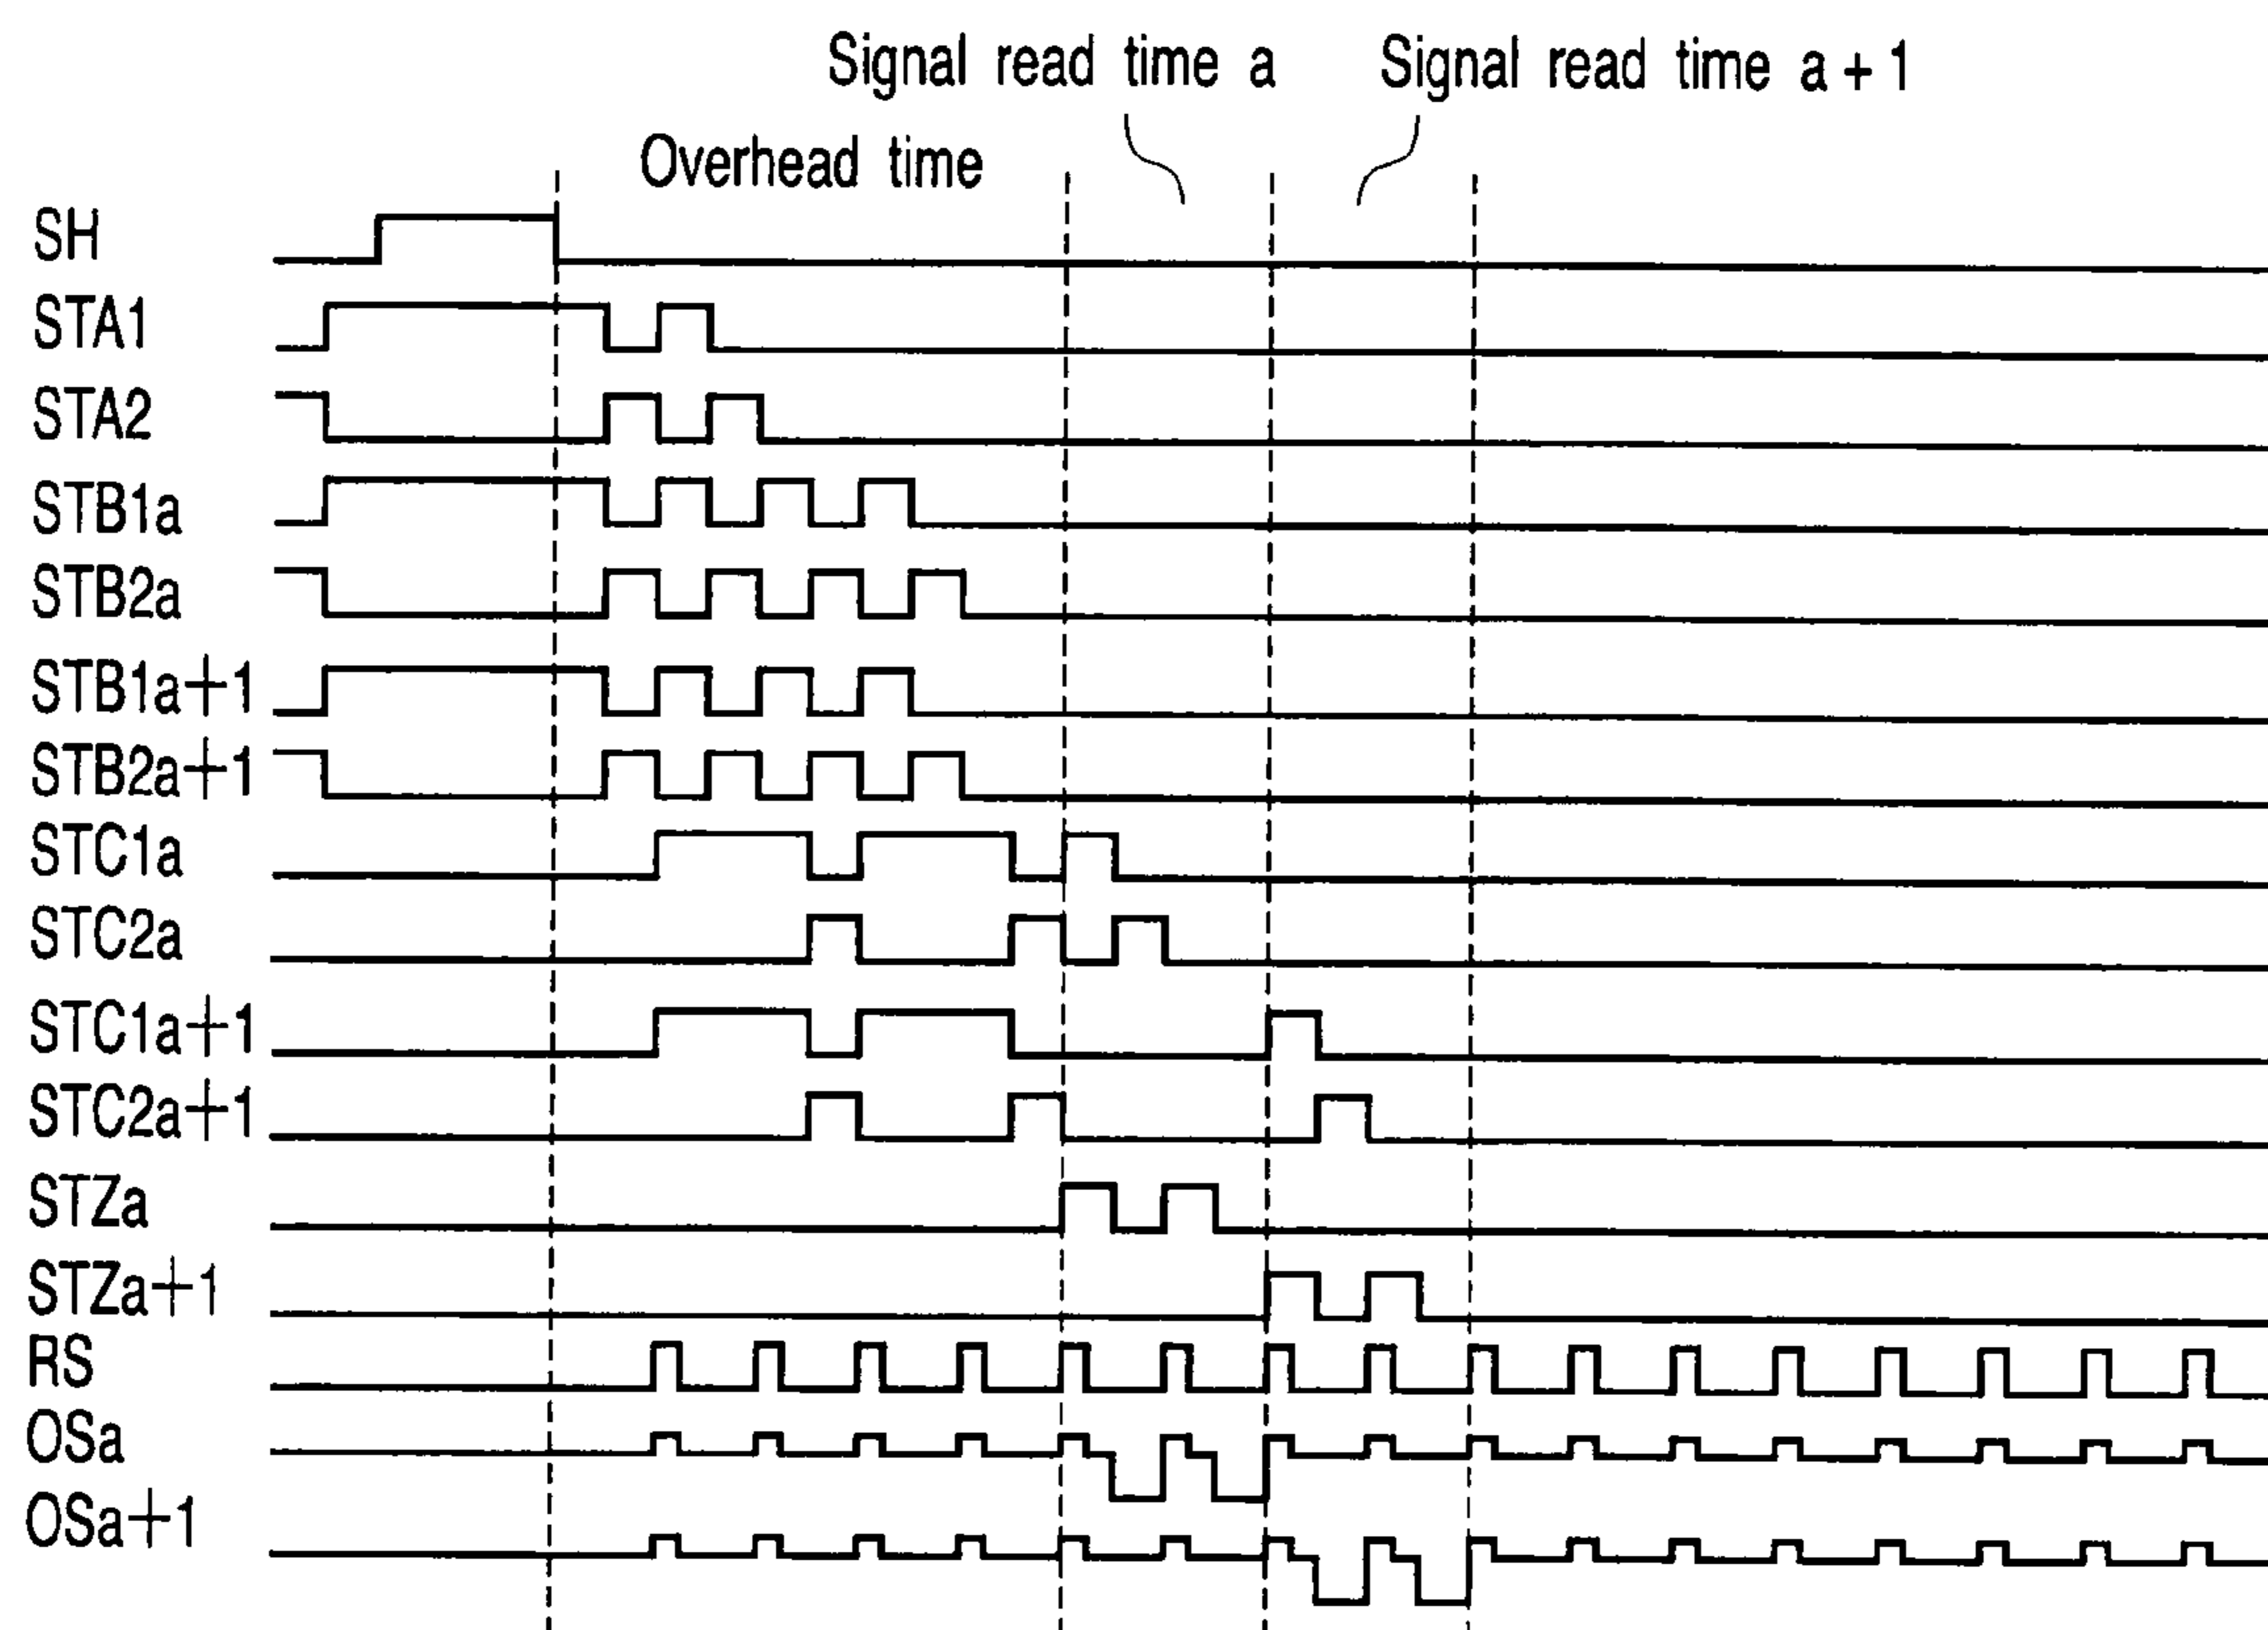 Signal read time a
Signal read time a + 1
Overhead time
SH
STA1
STA2
STB1a
STB2a
STB1a+1
STB2a+1
STC1a
STC2a
STC1a+1
STC2a+1
STZa
STZa+1
RS
OSa
OSa+1